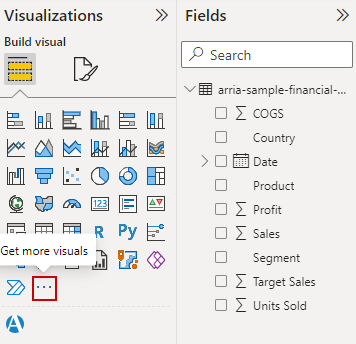 Visualizations
Build visual
123
R
Py
Get more visuals
Fields
Search
arria-sample-financial-...
COGS
Country
Date
Product
Profit
Sales
Segment
Target Sales
Units Sold